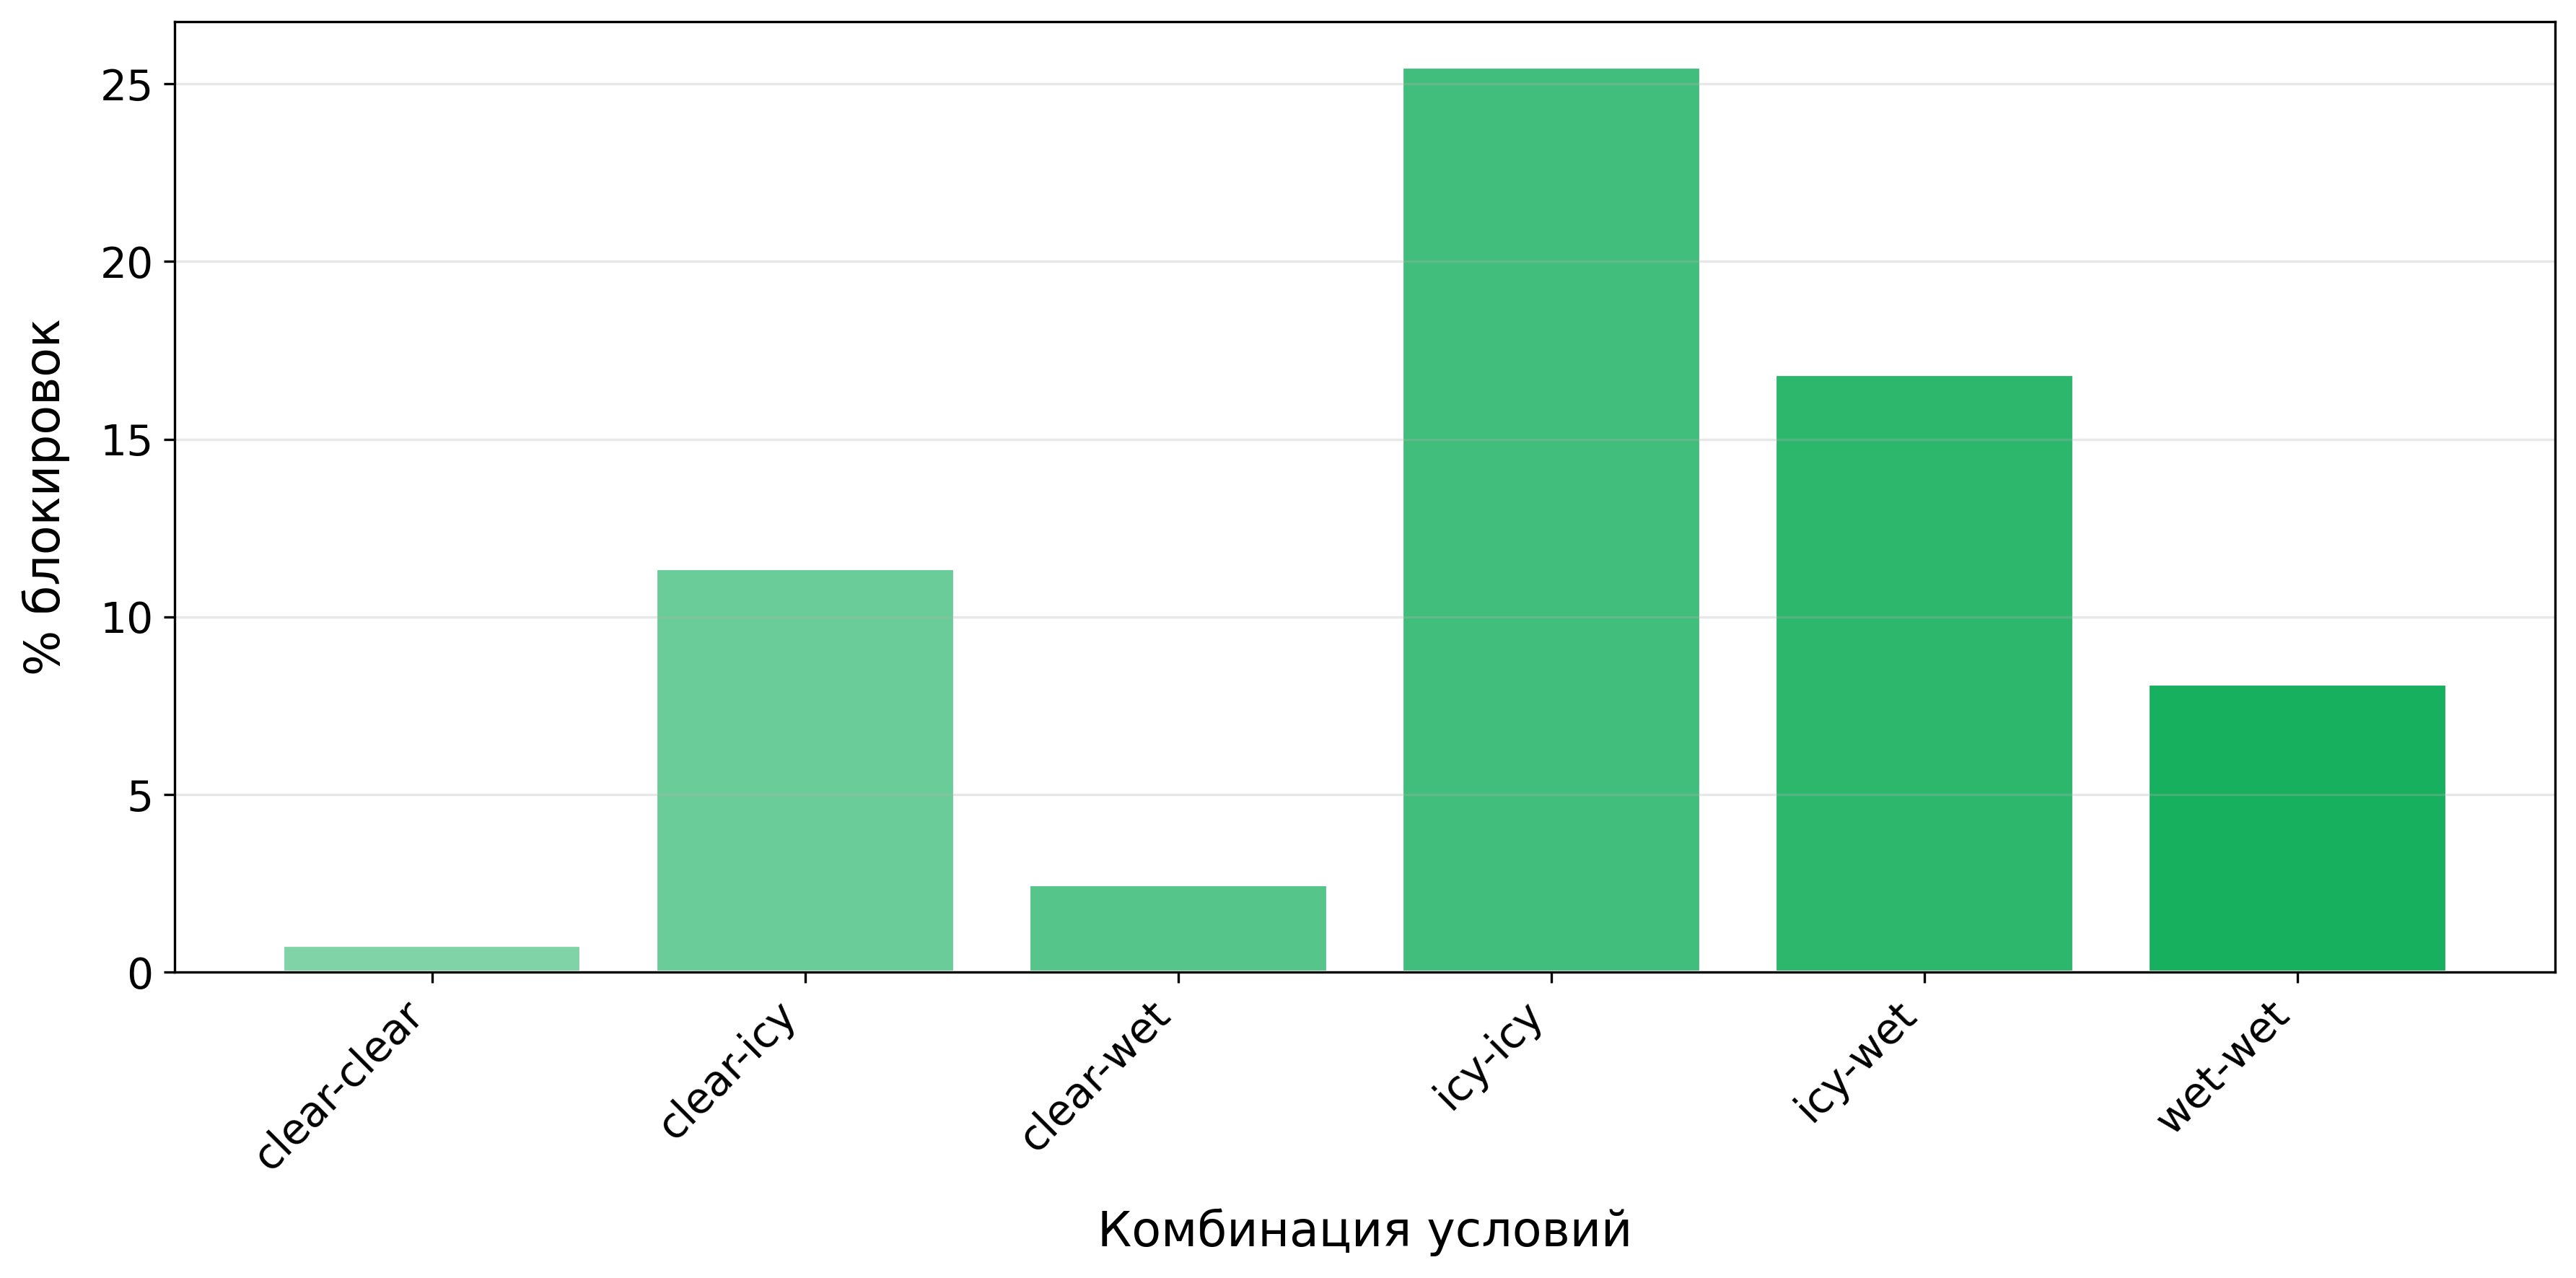 % блокировок
25
20
15
10
5
0
clear-clear
clear-icy
clear-wet
icy-icy
icy-wet
wet-wet
Комбинация условий